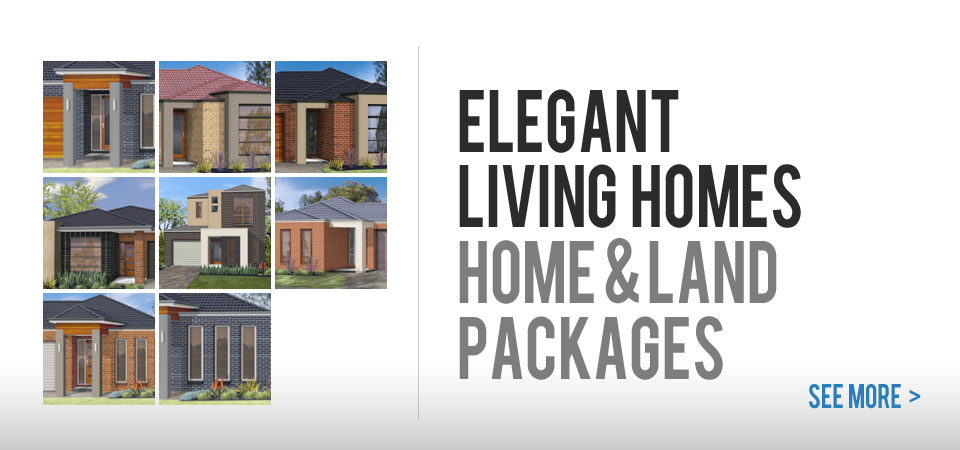 ELEGANT
LIVING HOMES
HOME & LAND
PACKAGES
SEE MORE >